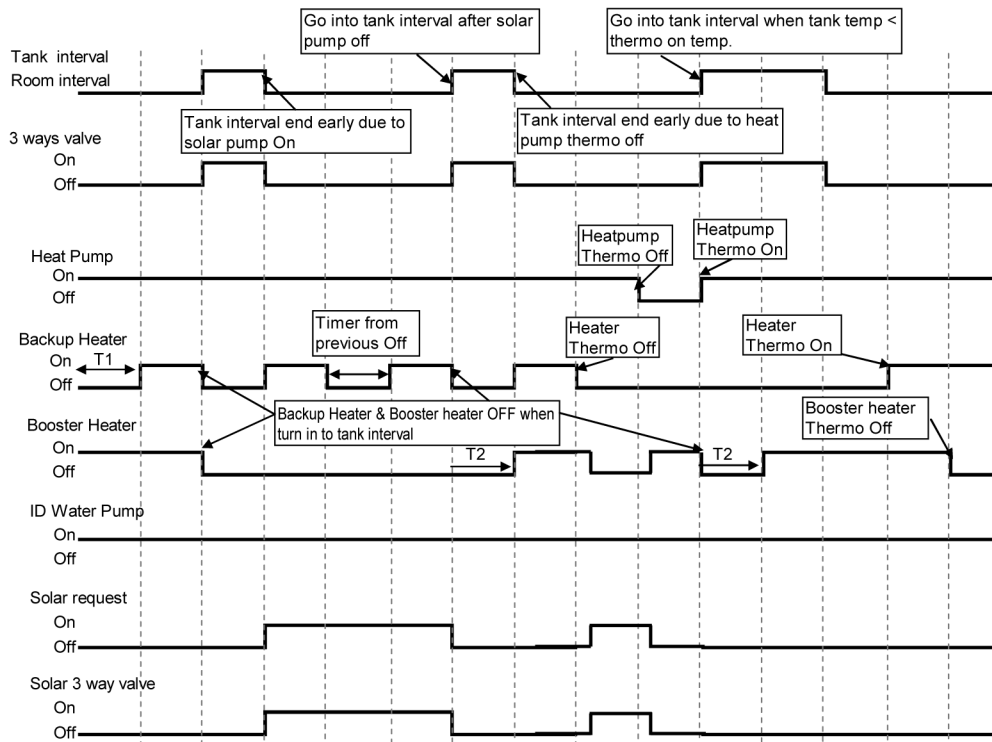 Go into tank interval after solar
pump off
Go into tank interval when tank temp <
thermo on temp.
Tank interval
Room interval
Tank interval end early due to
solar pump On
Tank interval end early due to heat
pump thermo off
3 ways valve
On
Off
Heatpump
Thermo Off
Heatpump
Thermo On
Heat Pump
On
Off
Timer from
previous Off
Heater
Thermo Off
Heater
Thermo On
Backup Heater
On
T1
Off
Backup Heater & Booster heater OFF when
turn in to tank interval
Booster heater
Thermo Off
Booster Heater
On
Off
T2
T2
ID Water Pump
On
Off
Solar request
On
Off
Solar 3 way valve
On
Off